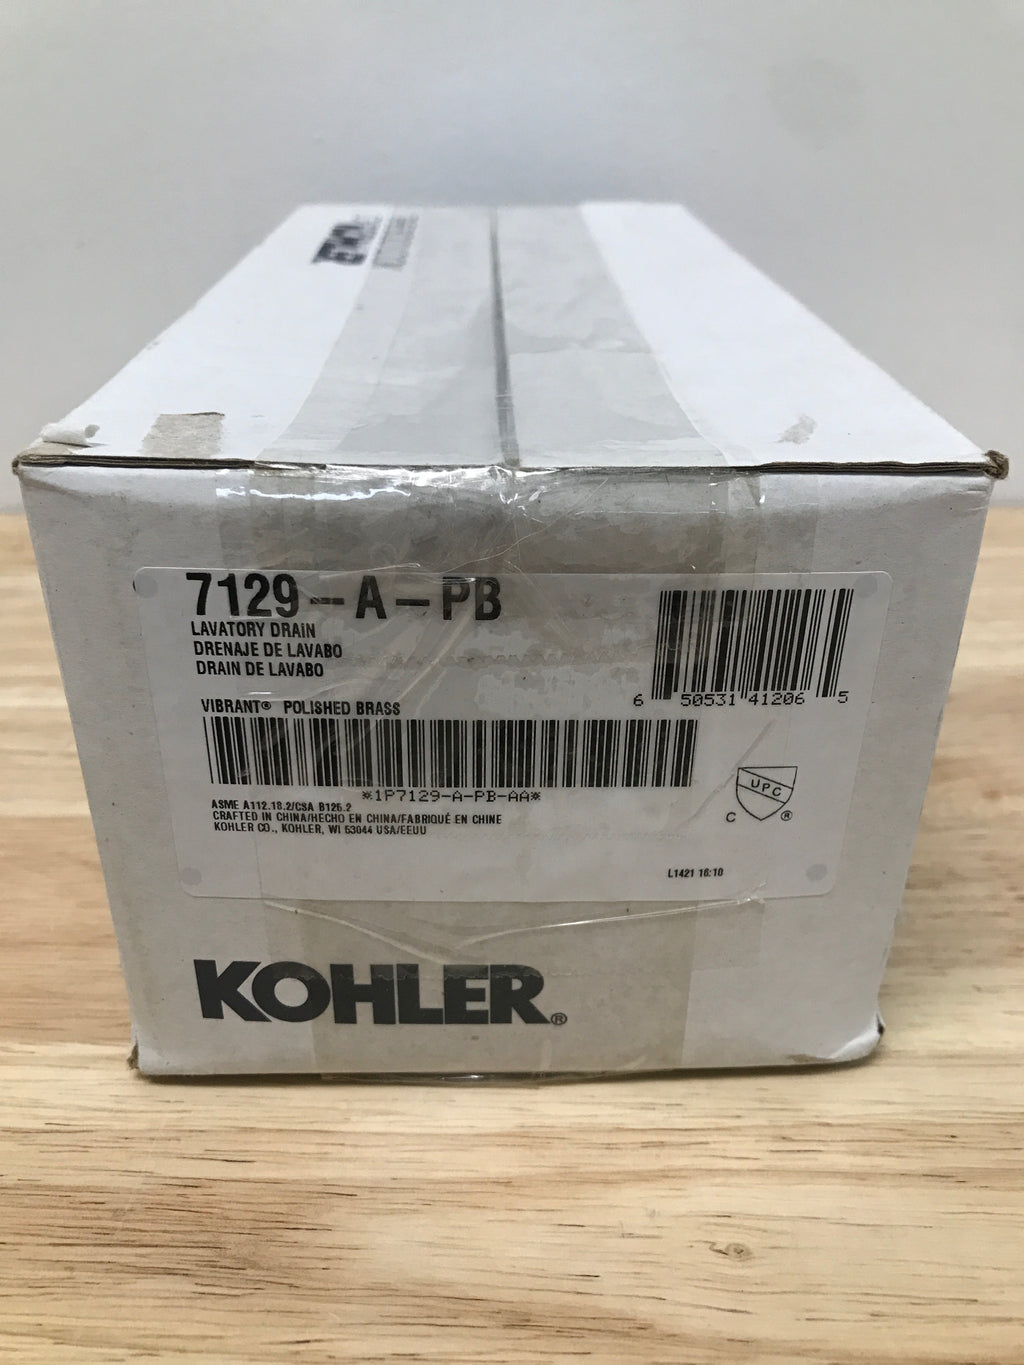 7129-A-PB
LAVATORY DRAIN
DRENAJE DE LAVABO
DRAIN DE LAVABO
6 50531 41206 5
VIBRANT® POLISHED BRASS
*1P7129-A-PB-AA*
ASME A112.18.2/CSA B125.2
CRAFTED IN CHINA/HECHO EN CHINA/FABRIQUÉ EN CHINE
KOHLER CO., KOHLER, WI 53044 USA/EEUU
UPC
C ®
L1421 16:10
KOHLER®